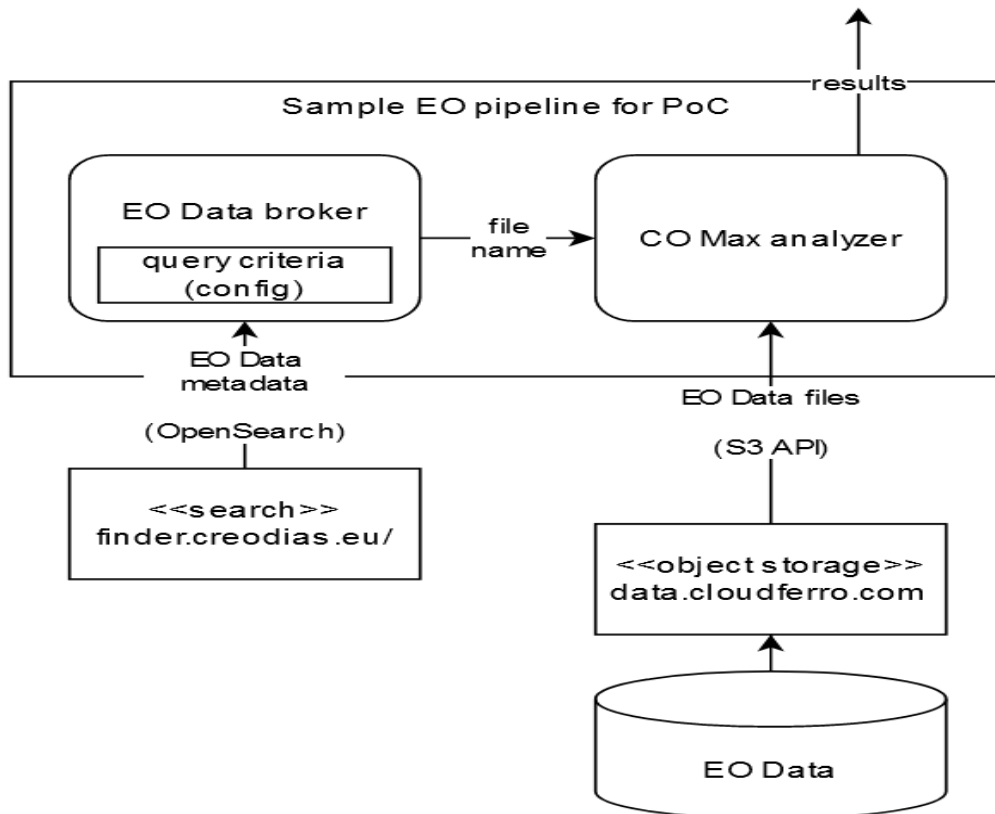 results
Sample EO pipeline for PoC
EO Data broker
query criteria
(config)
file
name
CO Max analyzer
EO Data
metadata
(OpenSearch)
EO Data files
(S3 API)
<<search>>
finder.creodias.eu/
<<object storage>>
data.cloudferro.com
EO Data